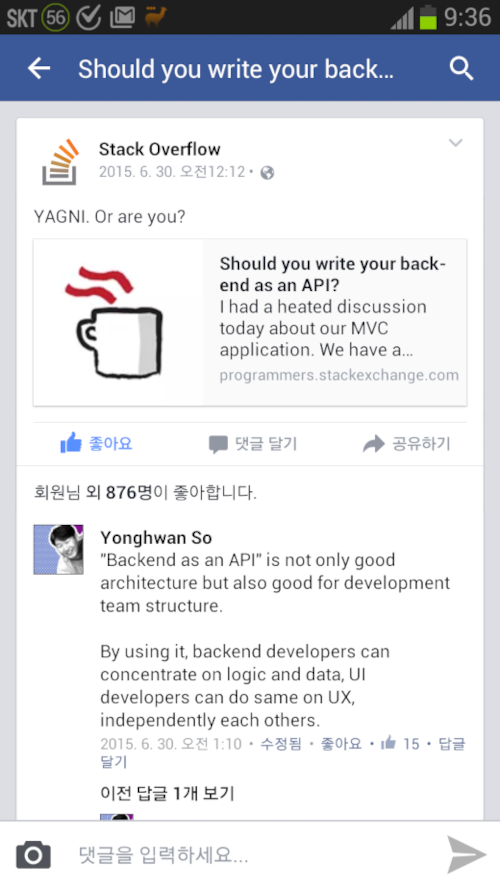 SKT 56 9:36
Should you write your back...
Stack Overflow
2015. 6. 30. 오전12:12 •
YAGNI. Or are you?
Should you write your back-
end as an API?
I had a heated discussion
today about our MVC
application. We have a...
programmers.stackexchange.com
좋아요 댓글 달기 공유하기
회원님 외 876명이 좋아합니다.
Yonghwan So
"Backend as an API" is not only good
architecture but also good for development
team structure.
By using it, backend developers can
concentrate on logic and data, UI
developers can do same on UX,
independently each others.
2015. 6. 30. 오전 1:10 • 수정됨 • 좋아요 • 15 • 답글
달기
이전 답글 1개 보기
댓글을 입력하세요...